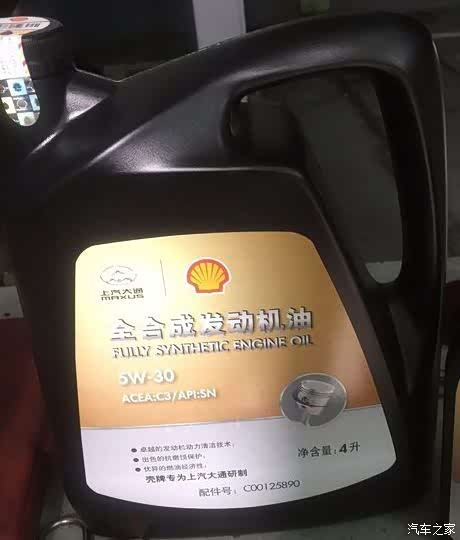 上汽大通
MAXUS
全合成发动机油
FULLY SYNTHETIC ENGINE OIL
5W-30
ACEA:C3/API:SN
● 卓越的发动机动力清洁技术;
● 出色的抗磨损保护;
● 优异的燃油经济性;
壳牌专为上汽大通研制
净含量: 4升
配件号: C00125890
汽车之家